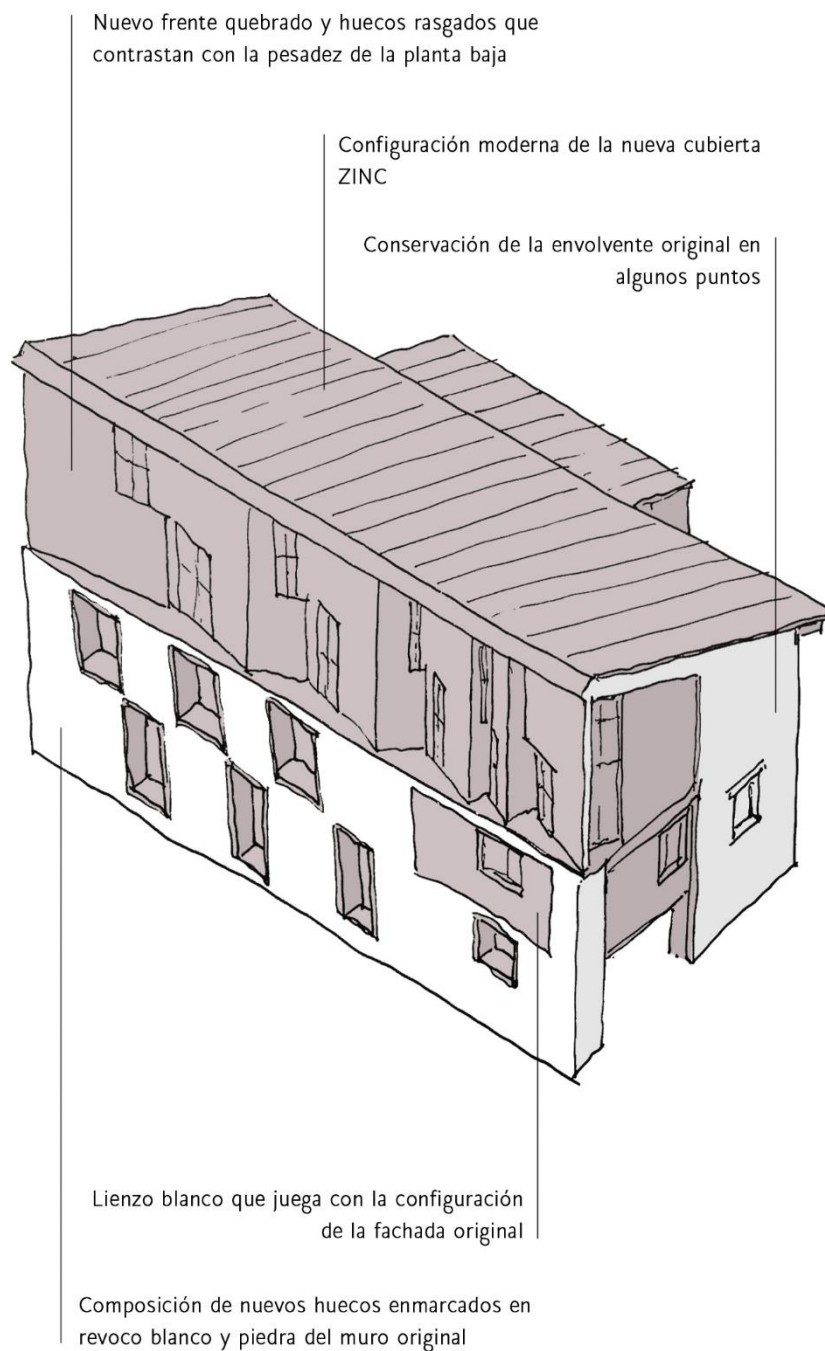 Nuevo frente quebrado y huecos rasgados que
contrastan con la pesadez de la planta baja
Configuración moderna de la nueva cubierta
ZINC
Conservación de la envolvente original en
algunos puntos
Lienzo blanco que juega con la configuración
de la fachada original
Composición de nuevos huecos enmarcados en
revoco blanco y piedra del muro original